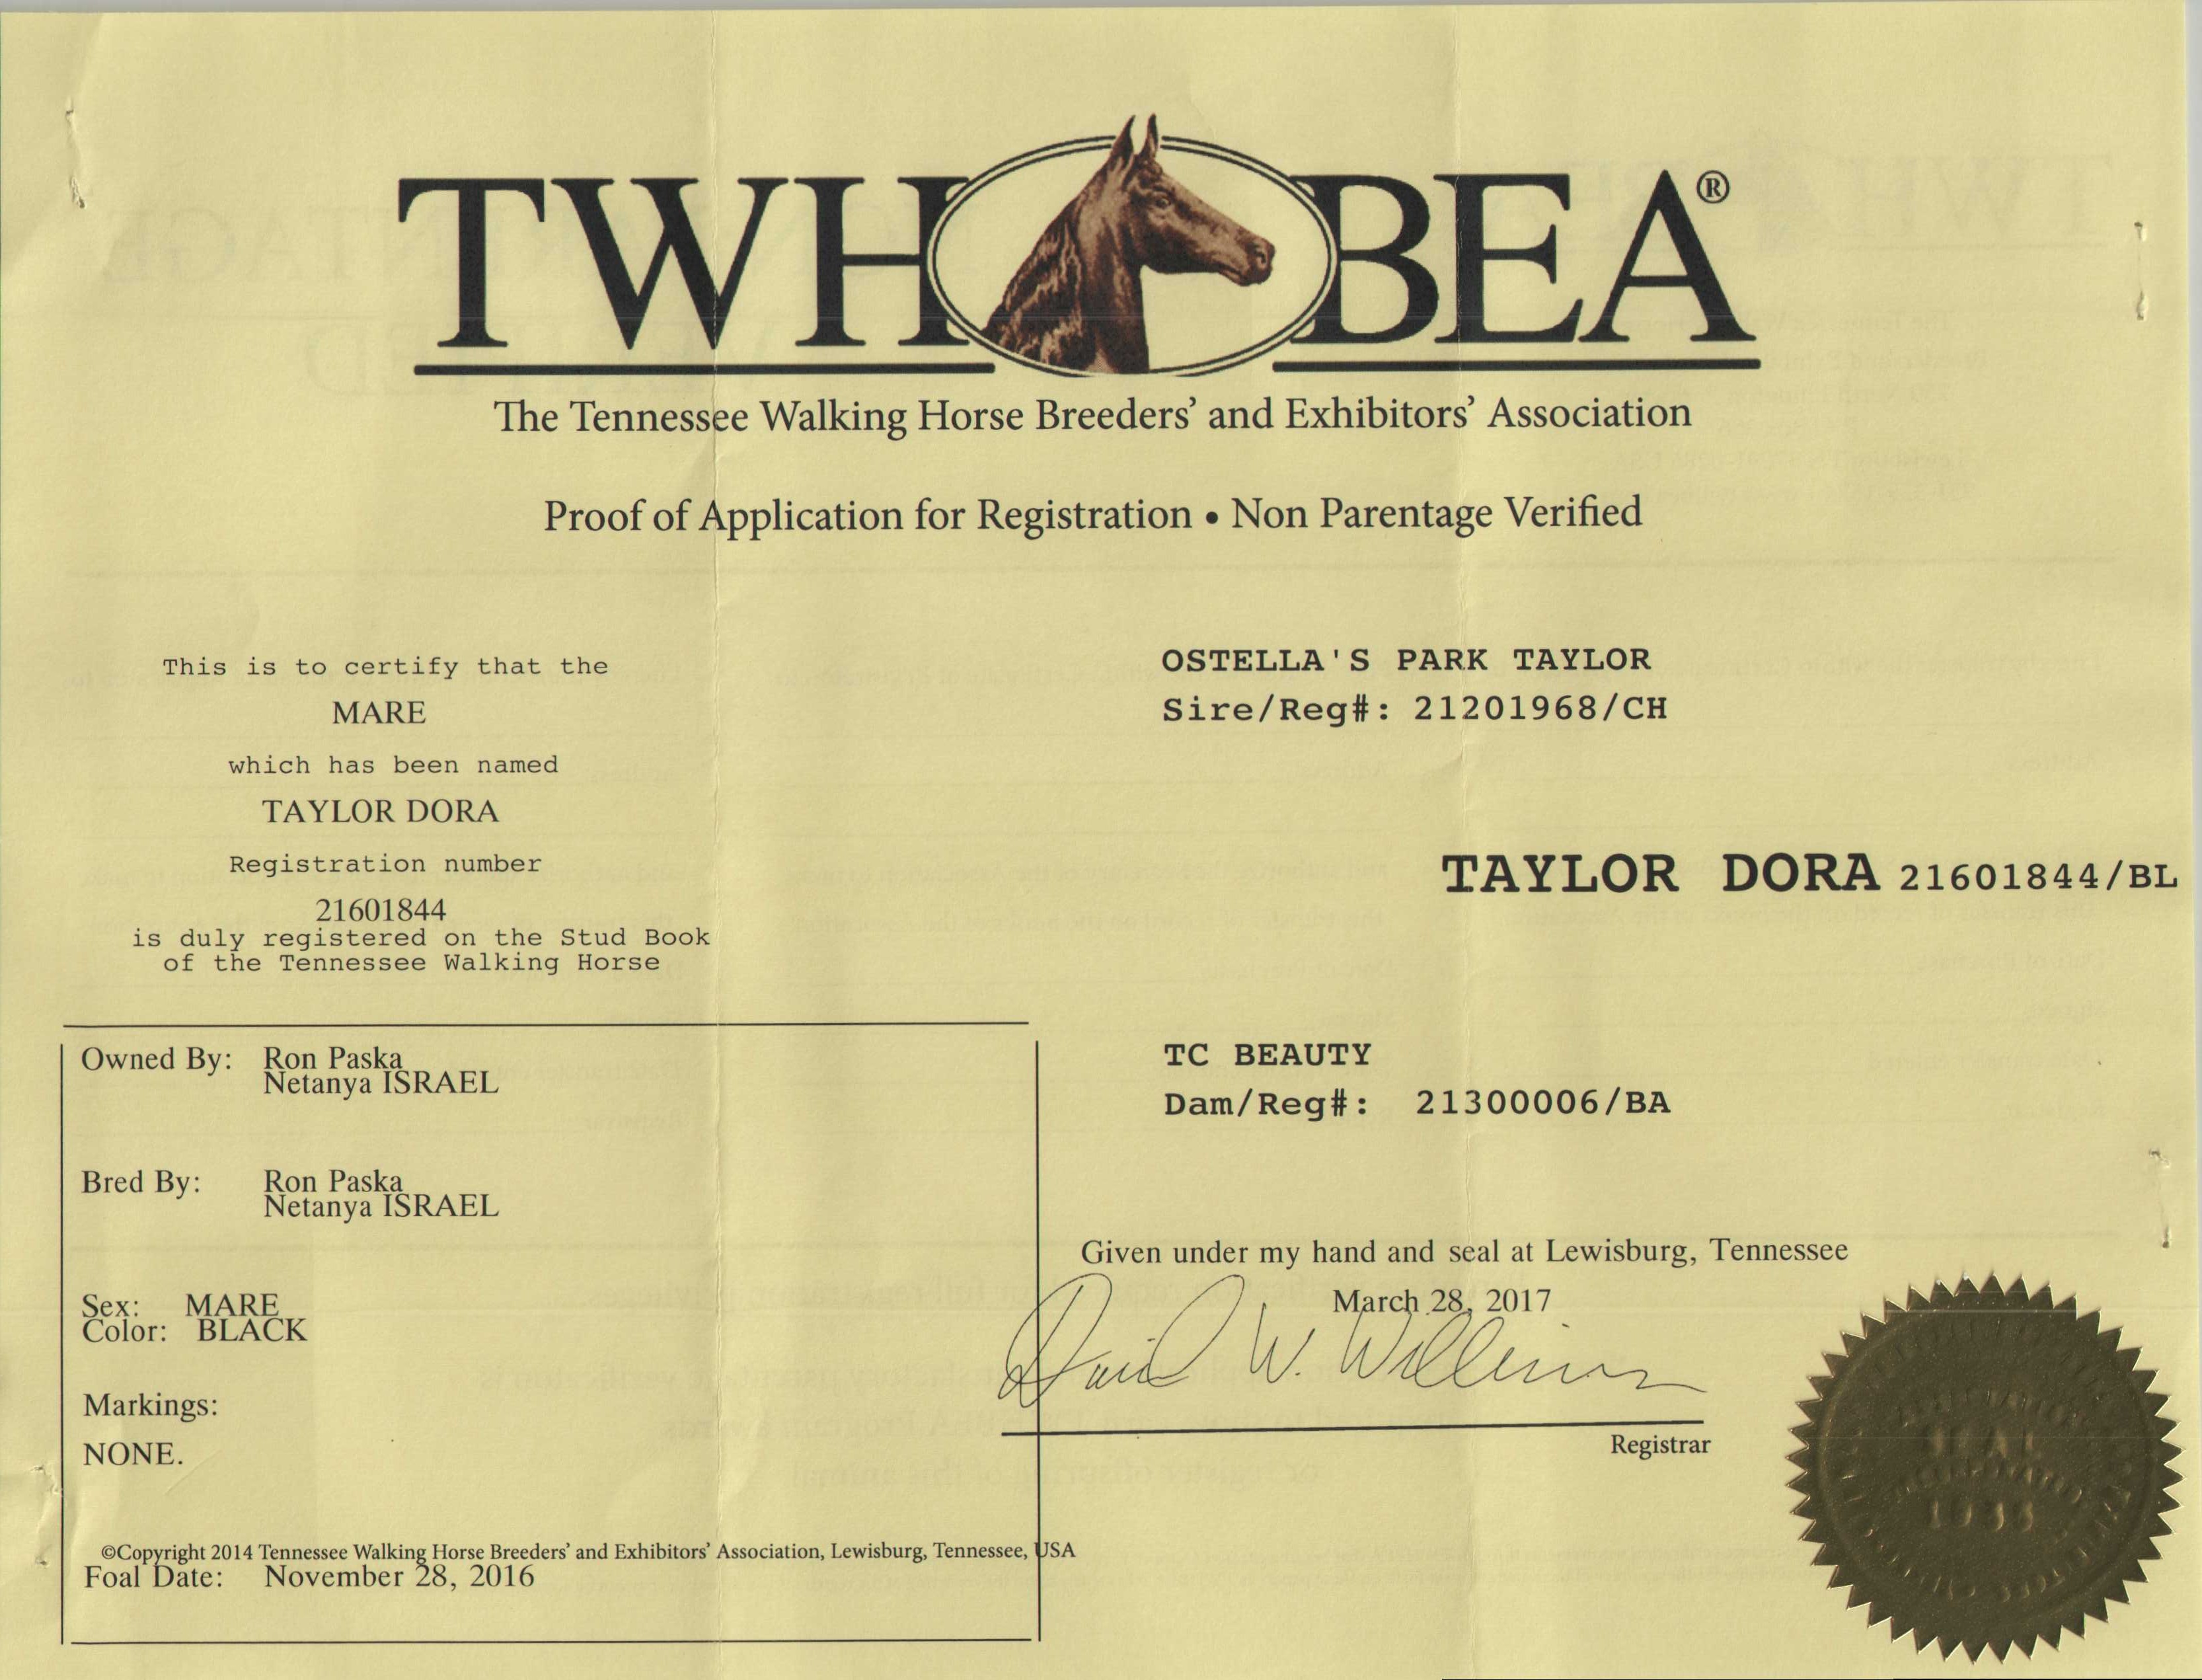 TWH BEA®
The Tennessee Walking Horse Breeders' and Exhibitors' Association
Proof of Application for Registration • Non Parentage Verified
This is to certify that the
MARE
which has been named
TAYLOR DORA
Registration number
21601844
is duly registered on the Stud Book
of the Tennessee Walking Horse
OSTELLA'S PARK TAYLOR
Sire/Reg#: 21201968/CH
TAYLOR DORA 21601844/BL
TC BEAUTY
Dam/Reg#: 21300006/BA
Owned By: Ron Paska
Netanya ISRAEL
Bred By: Ron Paska
Netanya ISRAEL
Sex: MARE
Color: BLACK
Markings:
NONE.
©Copyright 2014 Tennessee Walking Horse Breeders' and Exhibitors' Association, Lewisburg, Tennessee, USA
Foal Date: November 28, 2016
Given under my hand and seal at Lewisburg, Tennessee
March 28, 2017
David W. Williams
Registrar
SEAL